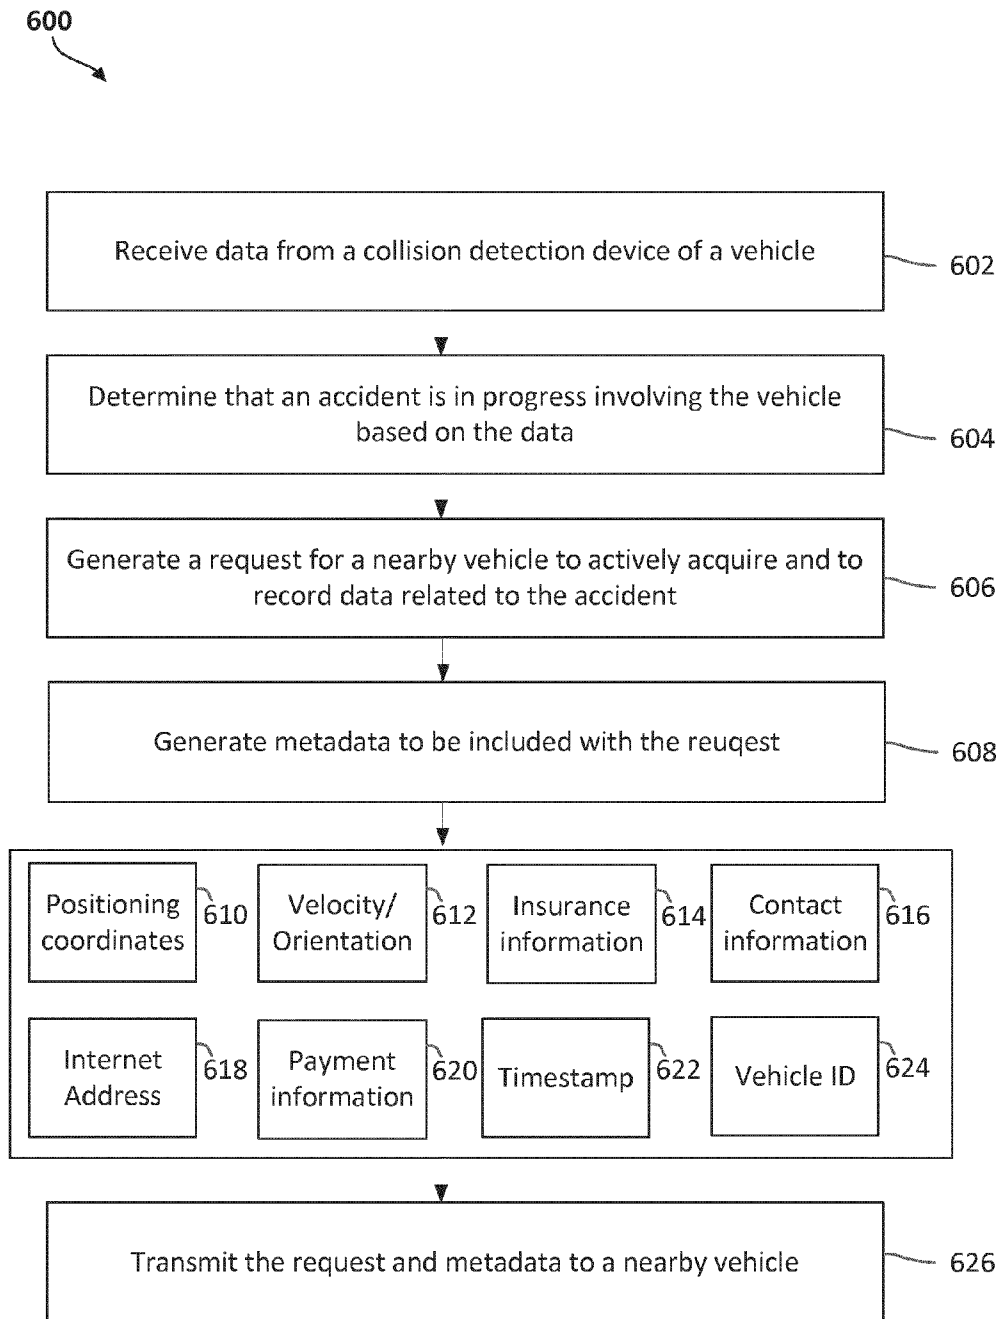 600
Receive data from a collision detection device of a vehicle
602
Determine that an accident is in progress involving the vehicle
based on the data
604
Generate a request for a nearby vehicle to actively acquire and to
record data related to the accident
606
Generate metadata to be included with the reuqest
608
Positioning
coordinates
610
Velocity/
Orientation
612
Insurance
information
614
Contact
information
616
Internet
Address
618
Payment
information
620
Timestamp
622
Vehicle ID
624
Transmit the request and metadata to a nearby vehicle
626